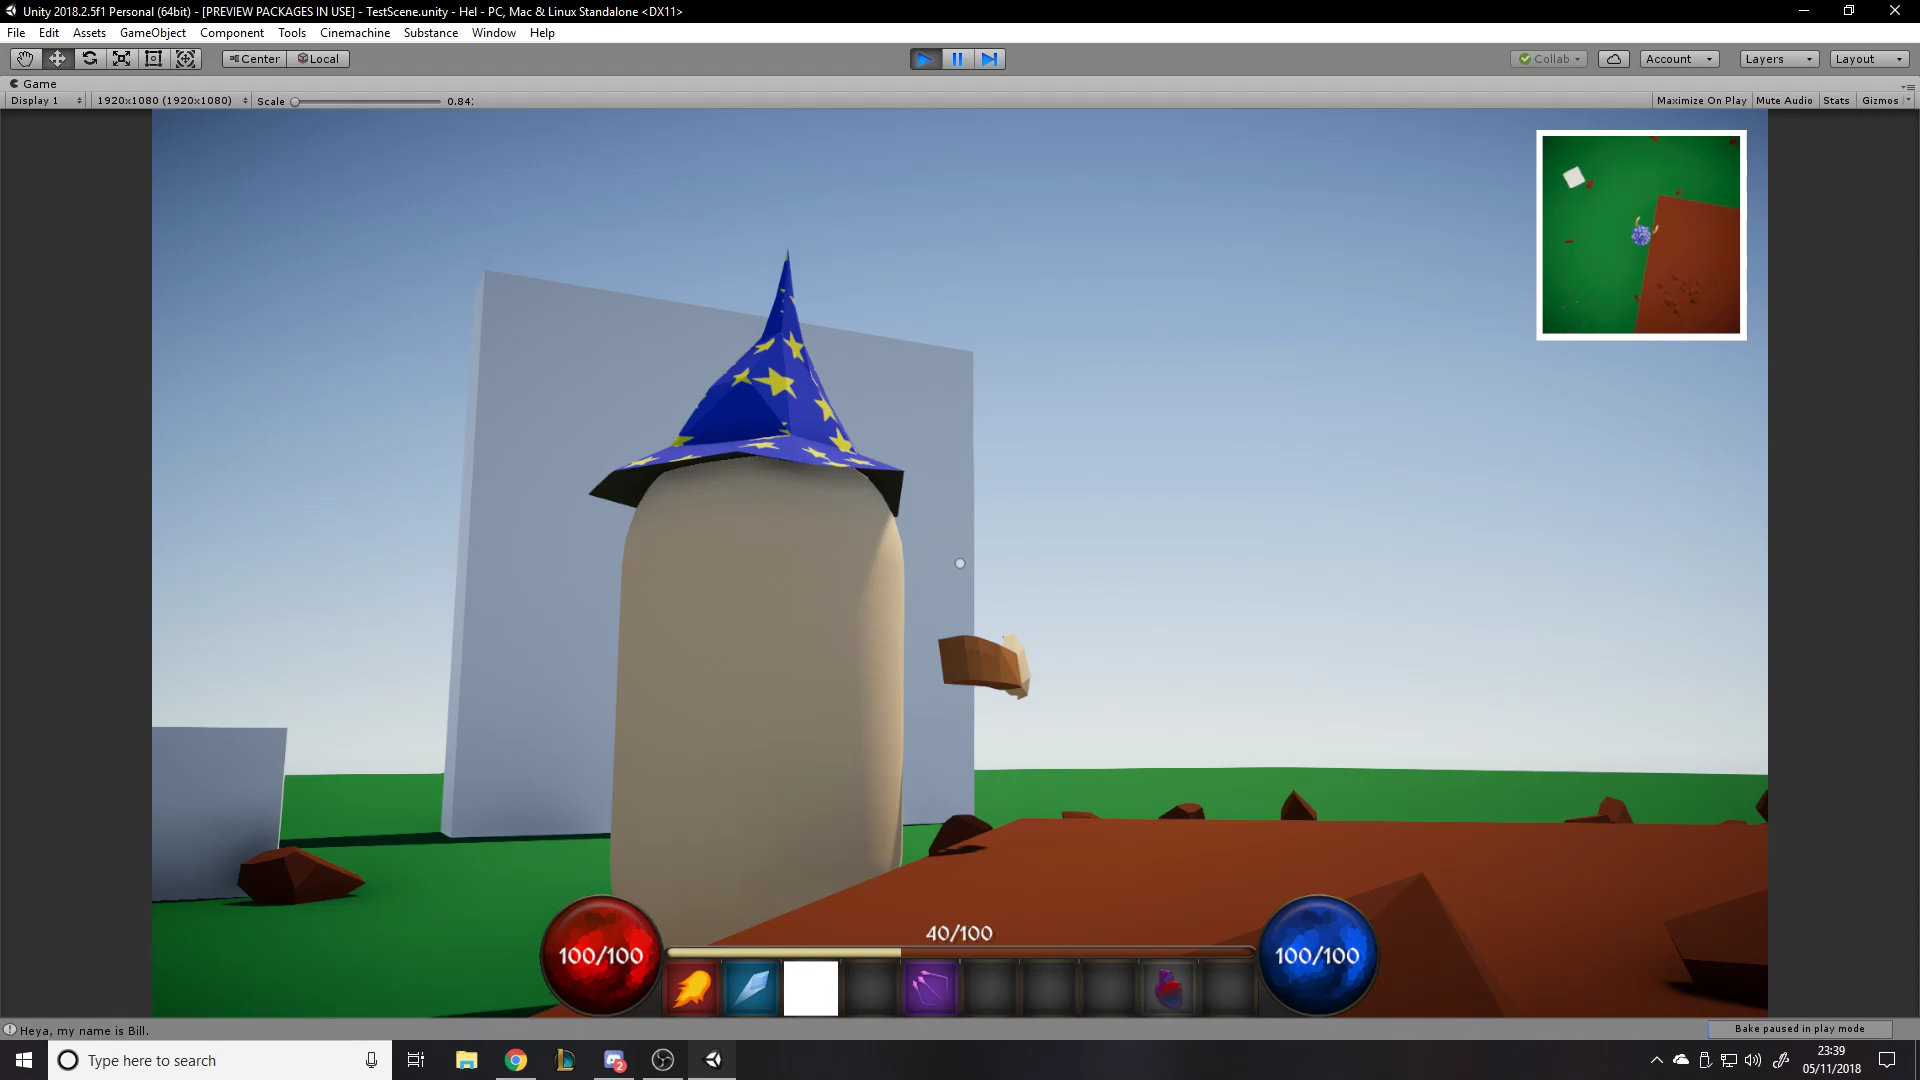 Unity 2018.2.5f1 Personal (64bit) - [PREVIEW PACKAGES IN USE] - TestScene.unity - Hel - PC, Mac & Linux Standalone <DX11>
File Edit Assets GameObject Component Tools Cinemachine Substance Window Help
Center Local Collab Account Layers Layout
Game
Display 1 1920x1080 (1920x1080) Scale 0.84: Maximize On Play Mute Audio Stats Gizmos
40/100
100/100 100/100
Heya, my name is Bill. Bake paused in play mode
Type here to search 2 23:39
05/11/2018